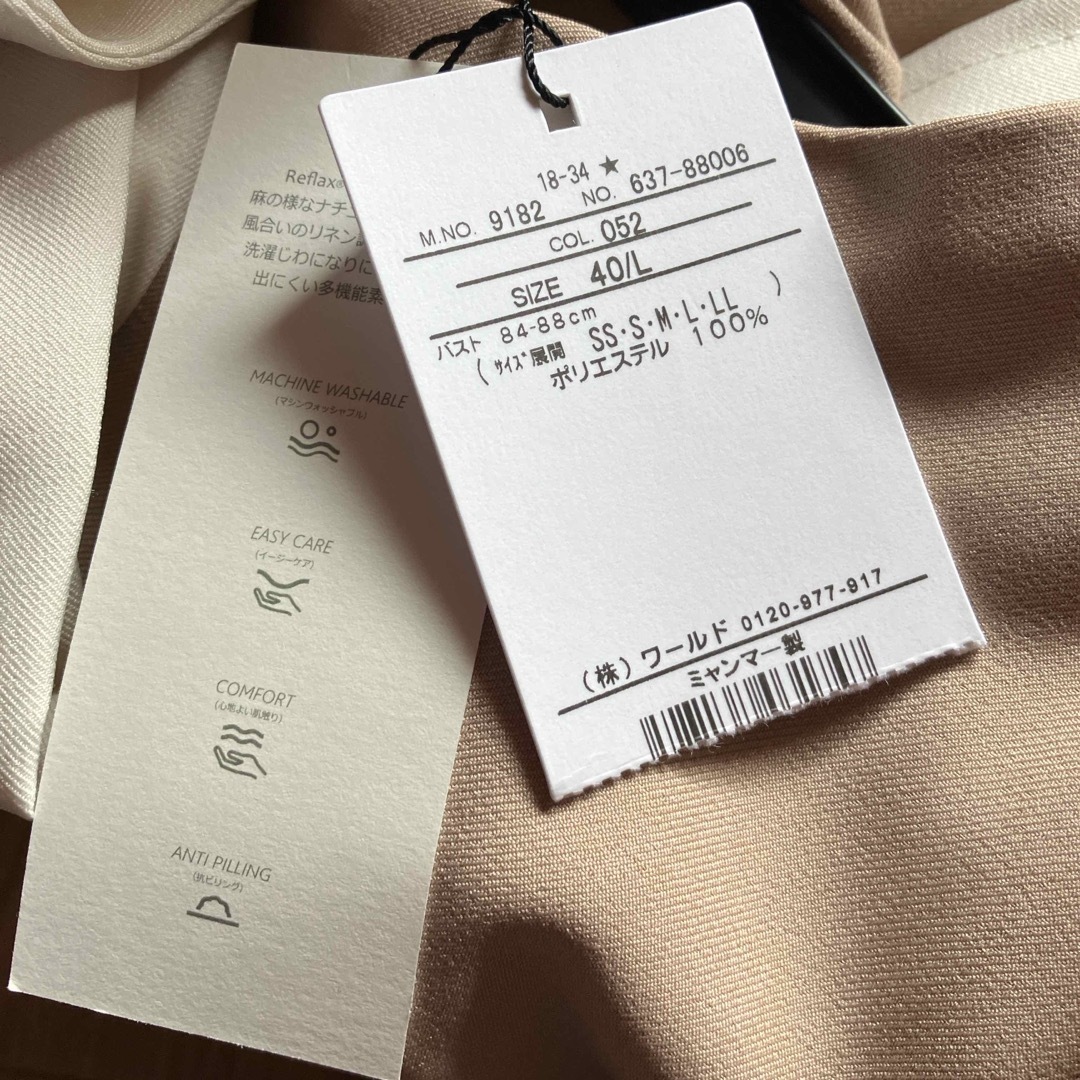 Reflax®
麻の様なナチュ
風合いのリネン。
洗濯じわになりに
出にくい多機能素
MACHINE WASHABLE
(マシンウォッシャブル)
EASY CARE
(イージーケア)
COMFORT
(心地よい肌触り)
ANTI PILLING
(抗ピリング)
18-34 ★
M.NO. 9182 NO. 637-88006
COL. 052
SIZE 40/L
バスト 84-88cm
(サイズ展開 SS・S・M・L・LL )
ポリエステル 100%
(株)ワールド 0120-977-917
ミャンマー製